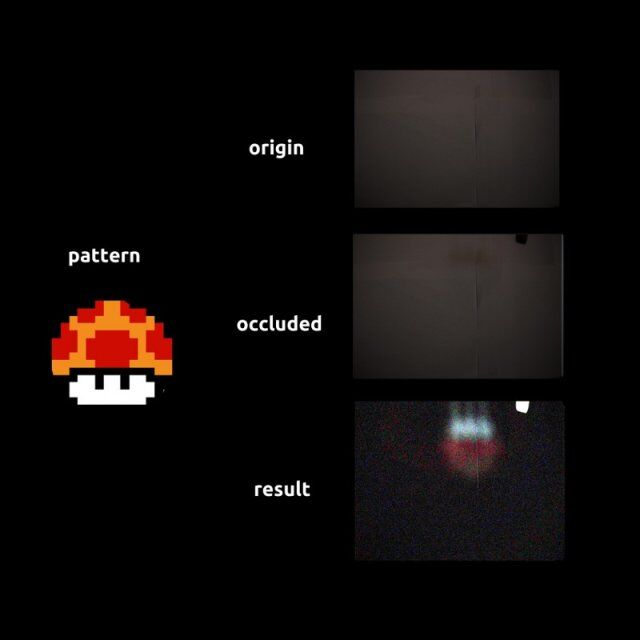 origin
pattern
occluded
result